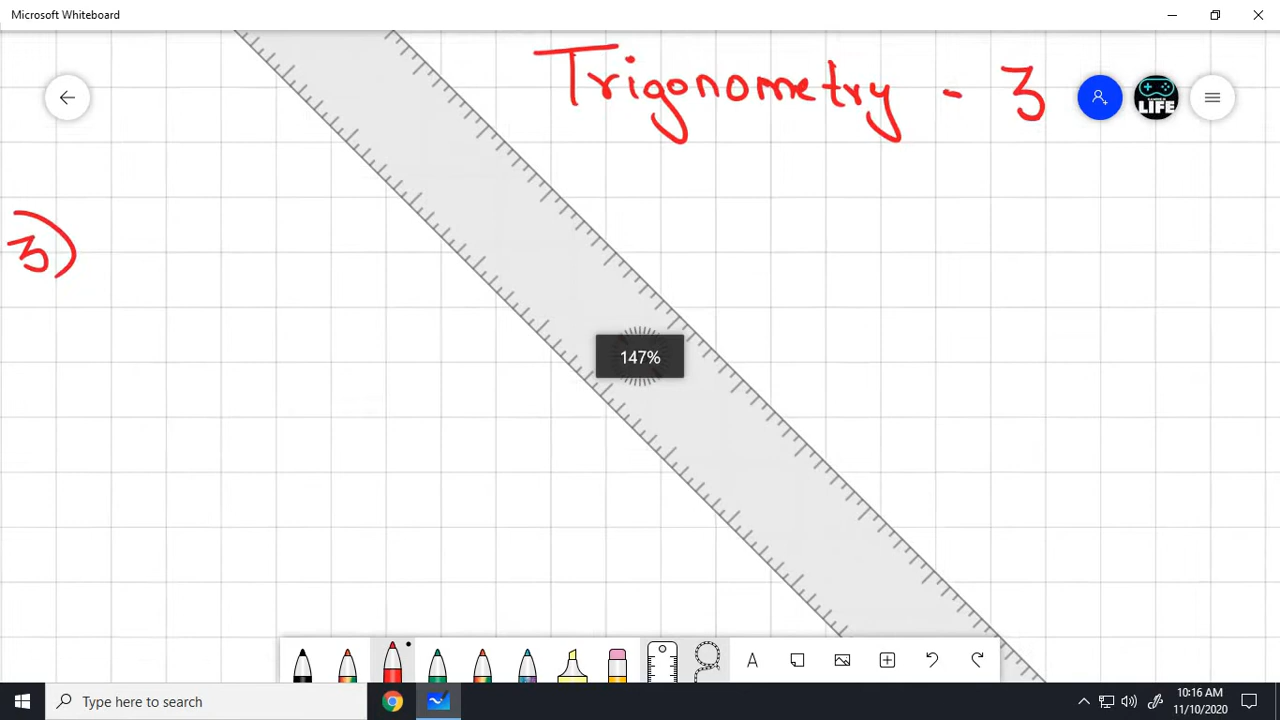 Microsoft Whiteboard
Trigonometry - 3
LIFE
3)
147%
A
Type here to search
10:16 AM
11/10/2020